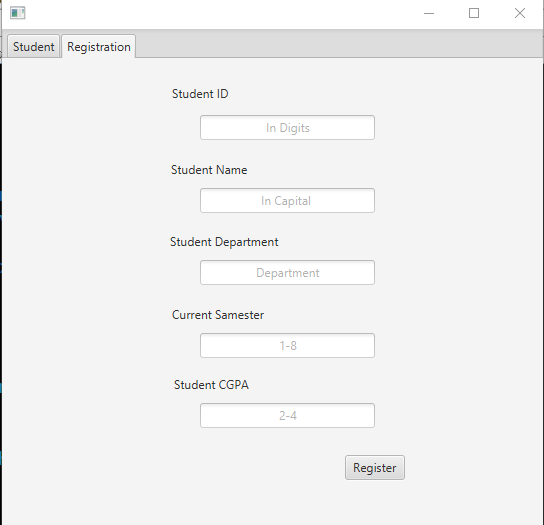 Student Registration
Student ID
In Digits
Student Name
In Capital
Student Department
Department
Current Samester
1-8
Student CGPA
2-4
Register